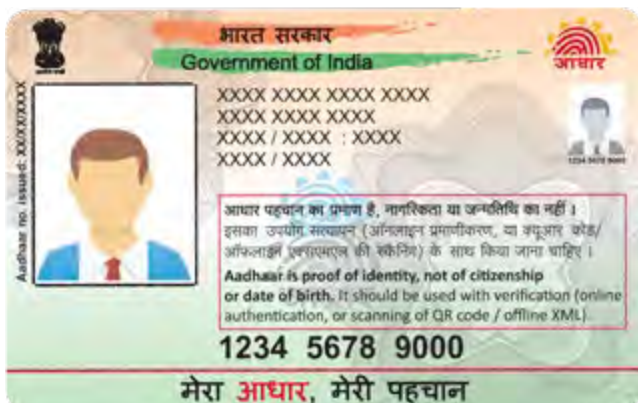 भारत सरकार
Government of India
आधार
Aadhaar no. issued: XX/XX/XXXX
XXXX XXXX XXXX XXXX
XXXX XXXX XXXX
XXXX / XXXX : XXXX
XXXX / XXXX
1234 5678 9000
आधार पहचान का प्रमाण है, नागरिकता या जन्मतिथि का नहीं ।
इसका उपयोग सत्यापन (ऑनलाइन प्रमाणीकरण, या क्यूआर कोड/
ऑफलाइन एक्सएमएल की स्कैनिंग) के साथ किया जाना चाहिए ।
Aadhaar is proof of identity, not of citizenship
or date of birth. It should be used with verification (online
authentication, or scanning of QR code / offline XML).
1234 5678 9000
मेरा आधार, मेरी पहचान